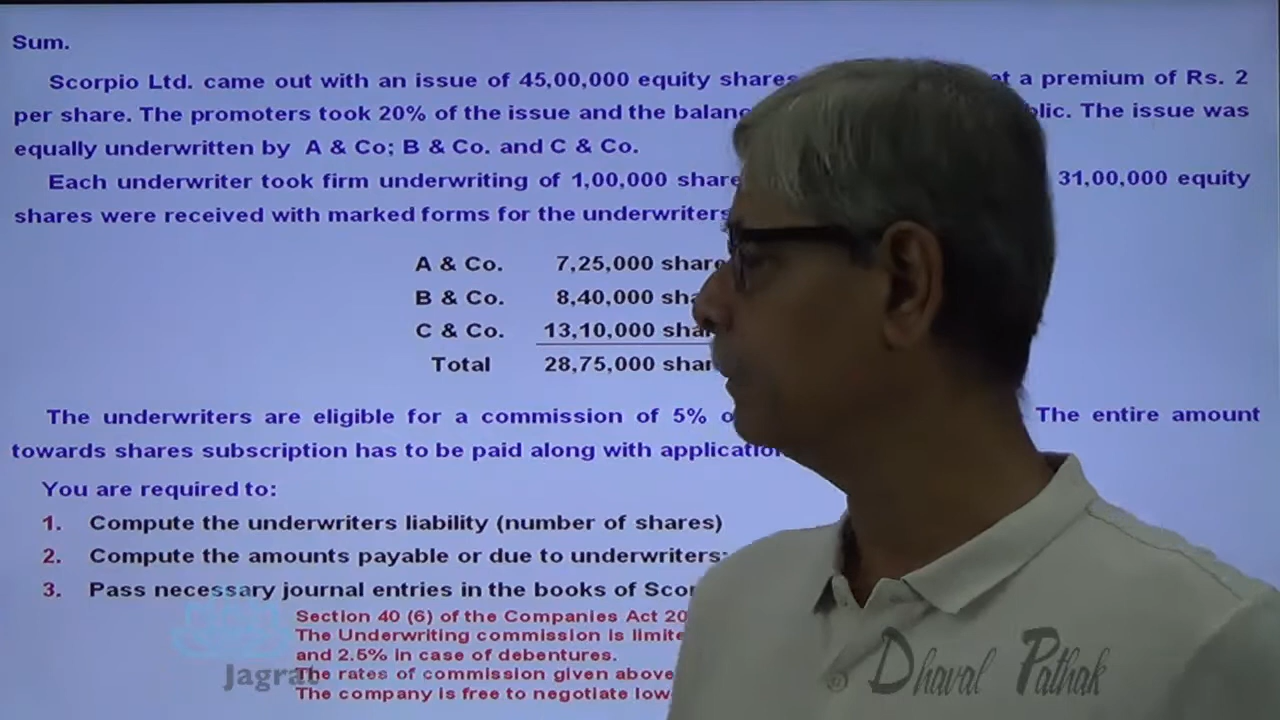 Sum.
Scorpio Ltd. came out with an issue of 45,00,000 equity shares at a premium of Rs. 2
per share. The promoters took 20% of the issue and the The issue was
equally underwritten by A & Co; B & Co. and C & Co.
Each underwriter took firm underwriting of 1,00,000 31,00,000 equity
shares were received with marked forms for the underwriters
A & Co. 7,25,000
B & Co. 8,40,000
C & Co. 13,10,000
Total 28,75,000
The underwriters are eligible for a commission of 5% The entire amount
towards shares subscription has to be paid along with
You are required to:
1. Compute the underwriters liability (number of shares)
2. Compute the amounts payable or due to underwriters;
3. Pass necessary journal entries in the books of
Section 40 (6) of the Companies Act
The Underwriting commission is
and 2.5% in case of debentures.
The rates of commission given above
The company is free to negotiate
Jagrat
Dhaval Pathak